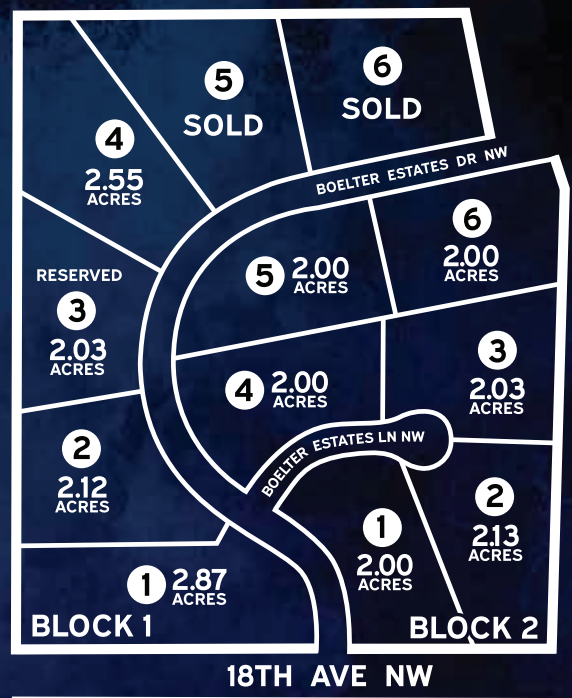 5
SOLD
6
SOLD
4
2.55
ACRES
BOELTER ESTATES DR NW
RESERVED
3
2.03
ACRES
2
2.12
ACRES
1
2.87
ACRES
BLOCK 1
6
2.00
ACRES
5
2.00
ACRES
4
2.00
ACRES
3
2.03
ACRES
BOELTER ESTATES LN NW
2
2.13
ACRES
1
2.00
ACRES
BLOCK 2
18TH AVE NW